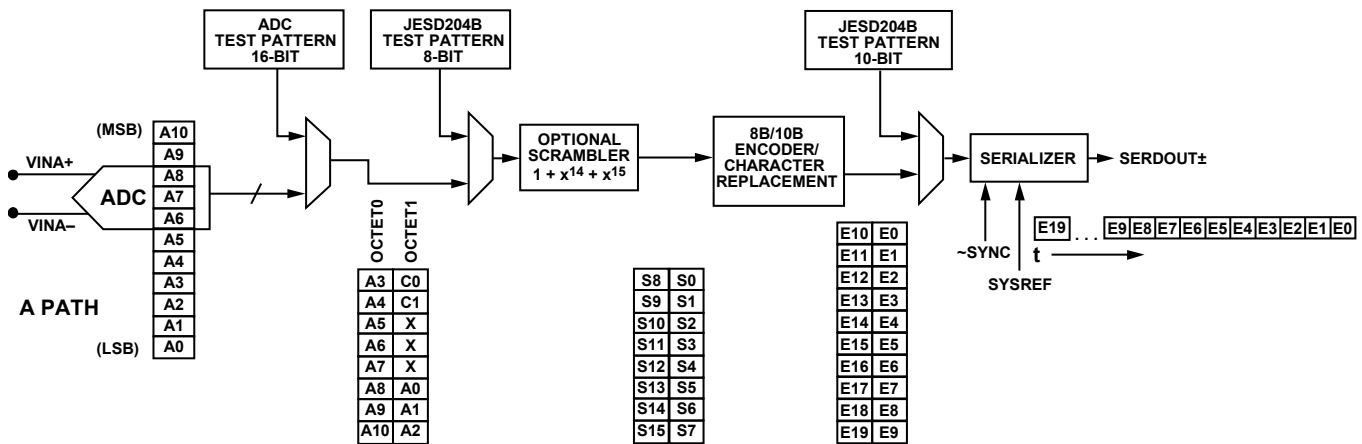 ADC
TEST PATTERN
16-BIT
JESD204B
TEST PATTERN
8-BIT
JESD204B
TEST PATTERN
10-BIT
(MSB)
A10
A9
A8
A7
A6
A5
A4
A3
A2
A1
A0
(LSB)
VINA+
ADC
VINA–
A PATH
OCTET0
OCTET1
A3 C0
A4 C1
A5 X
A6 X
A7 X
A8 A0
A9 A1
A10 A2
OPTIONAL
SCRAMBLER
1 + x14 + x15
S8 S0
S9 S1
S10 S2
S11 S3
S12 S4
S13 S5
S14 S6
S15 S7
8B/10B
ENCODER/
CHARACTER
REPLACEMENT
E10 E0
E11 E1
E12 E2
E13 E3
E14 E4
E15 E5
E16 E6
E17 E7
E18 E8
E19 E9
SERIALIZER
SERDOUT±
~SYNC
SYSREF
E19 . . . E9 E8 E7 E6 E5 E4 E3 E2 E1 E0
t